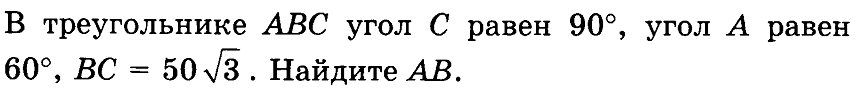 В треугольнике ABC угол C равен 90°, угол A равен
60°, BC = 50√3 . Найдите AB.